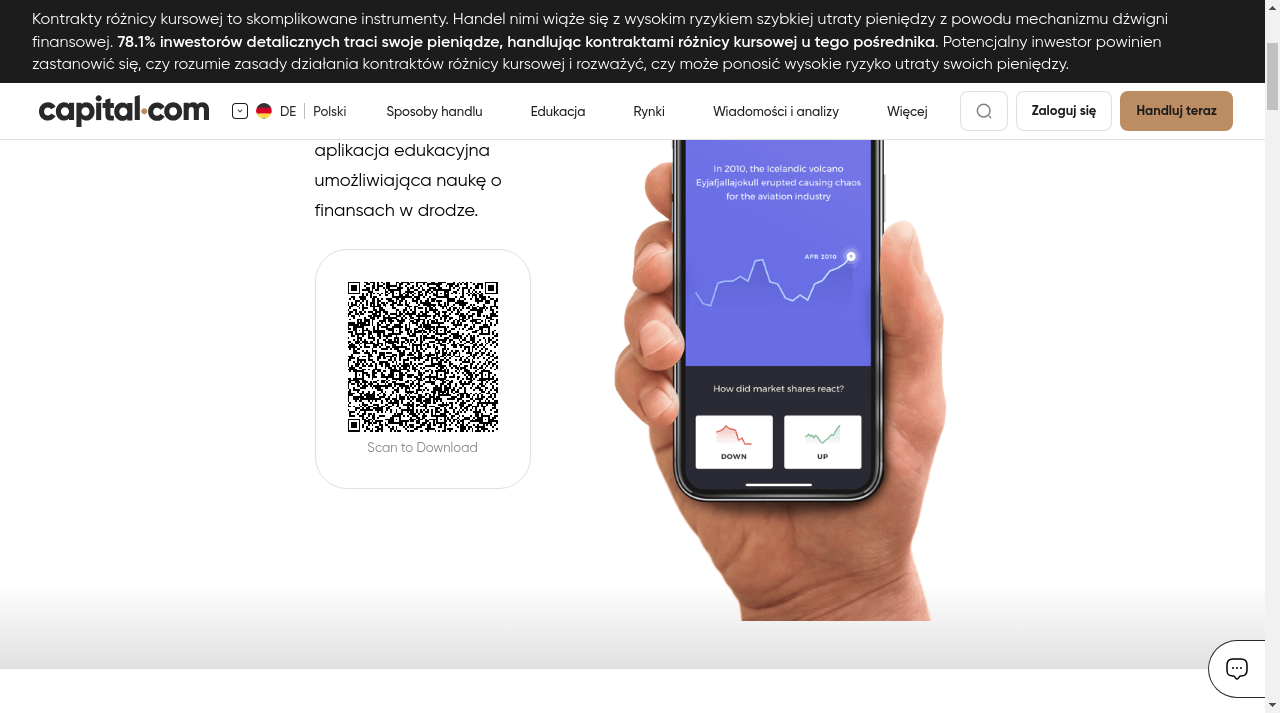 Kontrakty różnicy kursowej to skomplikowane instrumenty. Handel nimi wiąże się z wysokim ryzykiem szybkiej utraty pieniędzy z powodu mechanizmu dźwigni
finansowej. 78.1% inwestorów detalicznych traci swoje pieniądze, handlując kontraktami różnicy kursowej u tego pośrednika. Potencjalny inwestor powinien
zastanowić się, czy rozumie zasady działania kontraktów różnicy kursowej i rozważyć, czy może ponosić wysokie ryzyko utraty swoich pieniędzy.
capital.com
DE
Polski
Sposoby handlu
Edukacja
Rynki
Wiadomości i analizy
Więcej
Zaloguj się
Handluj teraz
aplikacja edukacyjna
umożliwiająca naukę o
finansach w drodze.
Scan to Download
In 2010, the Icelandic volcano
Eyjafjallajokull erupted causing chaos
for the aviation industry
APR 2010
How did market shares react?
DOWN
UP